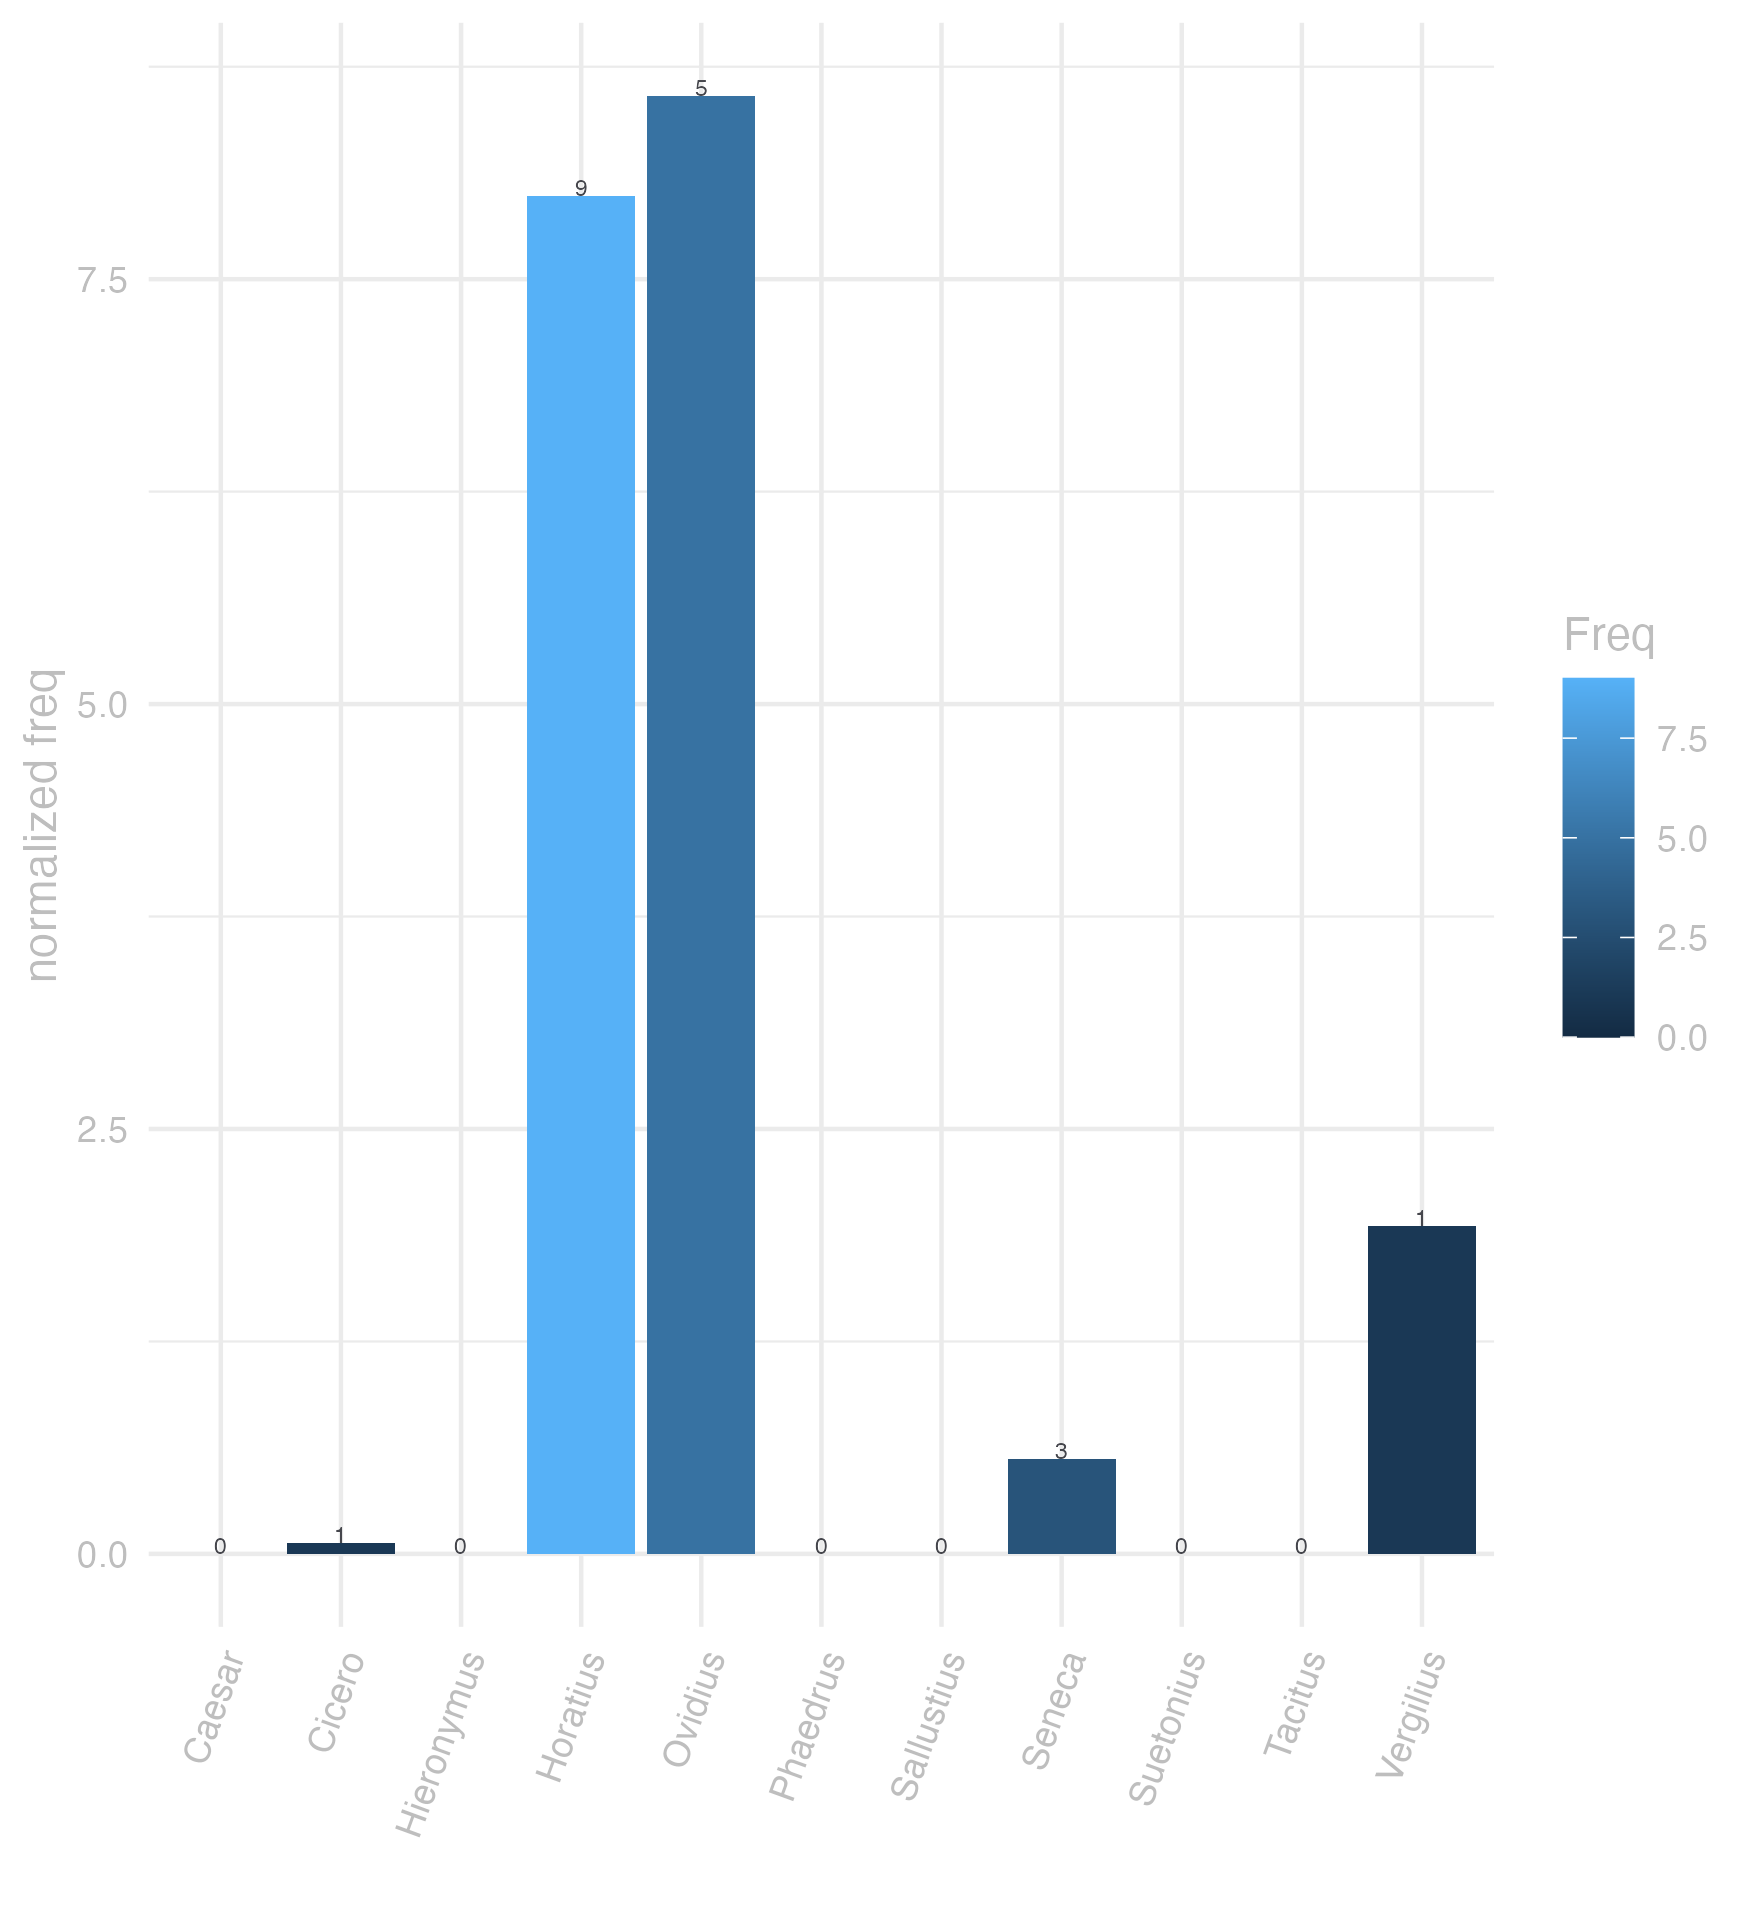 normalized freq
7.5
5.0
2.5
0.0
0
1
0
9
5
0
0
3
0
0
1
Caesar
Cicero
Hieronymus
Horatius
Ovidius
Phaedrus
Sallustius
Seneca
Suetonius
Tacitus
Vergilius
Freq
7.5
5.0
2.5
0.0